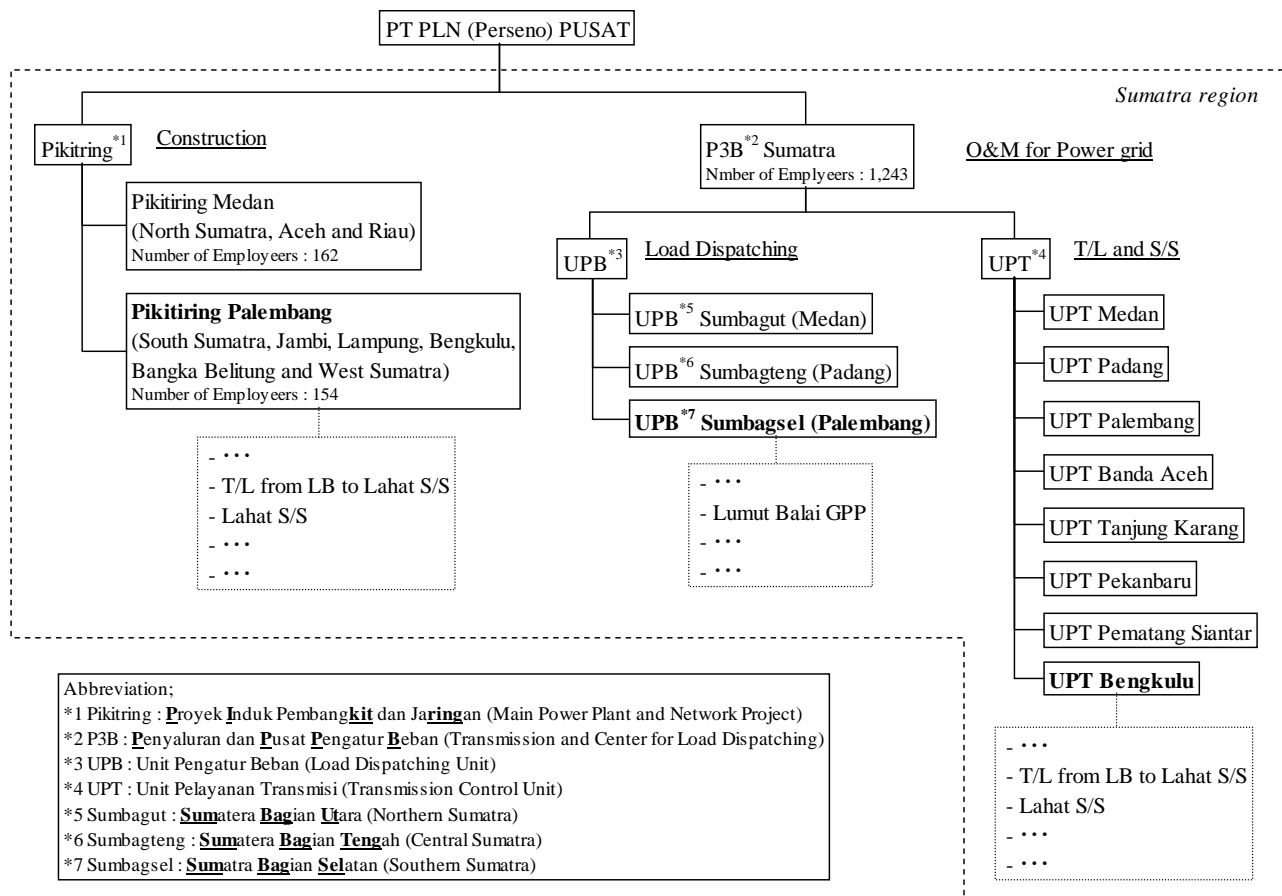 PT PLN (Perseno) PUSAT
Sumatra region
Pikitring*1
Construction
Pikitiring Medan
(North Sumatra, Aceh and Riau)
Number of Employeers : 162
Pikitiring Palembang
(South Sumatra, Jambi, Lampung, Bengkulu,
Bangka Belitung and West Sumatra)
Number of Employeers : 154
- ･･･
- T/L from LB to Lahat S/S
- Lahat S/S
- ･･･
- ･･･
P3B*2 Sumatra
Nmber of Emplyeers : 1,243
O&M for Power grid
UPB*3
Load Dispatching
UPB*5 Sumbagut (Medan)
UPB*6 Sumbagteng (Padang)
UPB*7 Sumbagsel (Palembang)
- ･･･
- Lumut Balai GPP
- ･･･
- ･･･
UPT*4
T/L and S/S
UPT Medan
UPT Padang
UPT Palembang
UPT Banda Aceh
UPT Tanjung Karang
UPT Pekanbaru
UPT Pematang Siantar
UPT Bengkulu
- ･･･
- T/L from LB to Lahat S/S
- Lahat S/S
- ･･･
- ･･･
Abbreviation;
*1 Pikitring : Proyek Induk Pembangkit dan Jaringan (Main Power Plant and Network Project)
*2 P3B : Penyaluran dan Pusat Pengatur Beban (Transmission and Center for Load Dispatching)
*3 UPB : Unit Pengatur Beban (Load Dispatching Unit)
*4 UPT : Unit Pelayanan Transmisi (Transmission Control Unit)
*5 Sumbagut : Sumatera Bagian Utara (Northern Sumatra)
*6 Sumbagteng : Sumatera Bagian Tengah (Central Sumatra)
*7 Sumbagsel : Sumatra Bagian Selatan (Southern Sumatra)